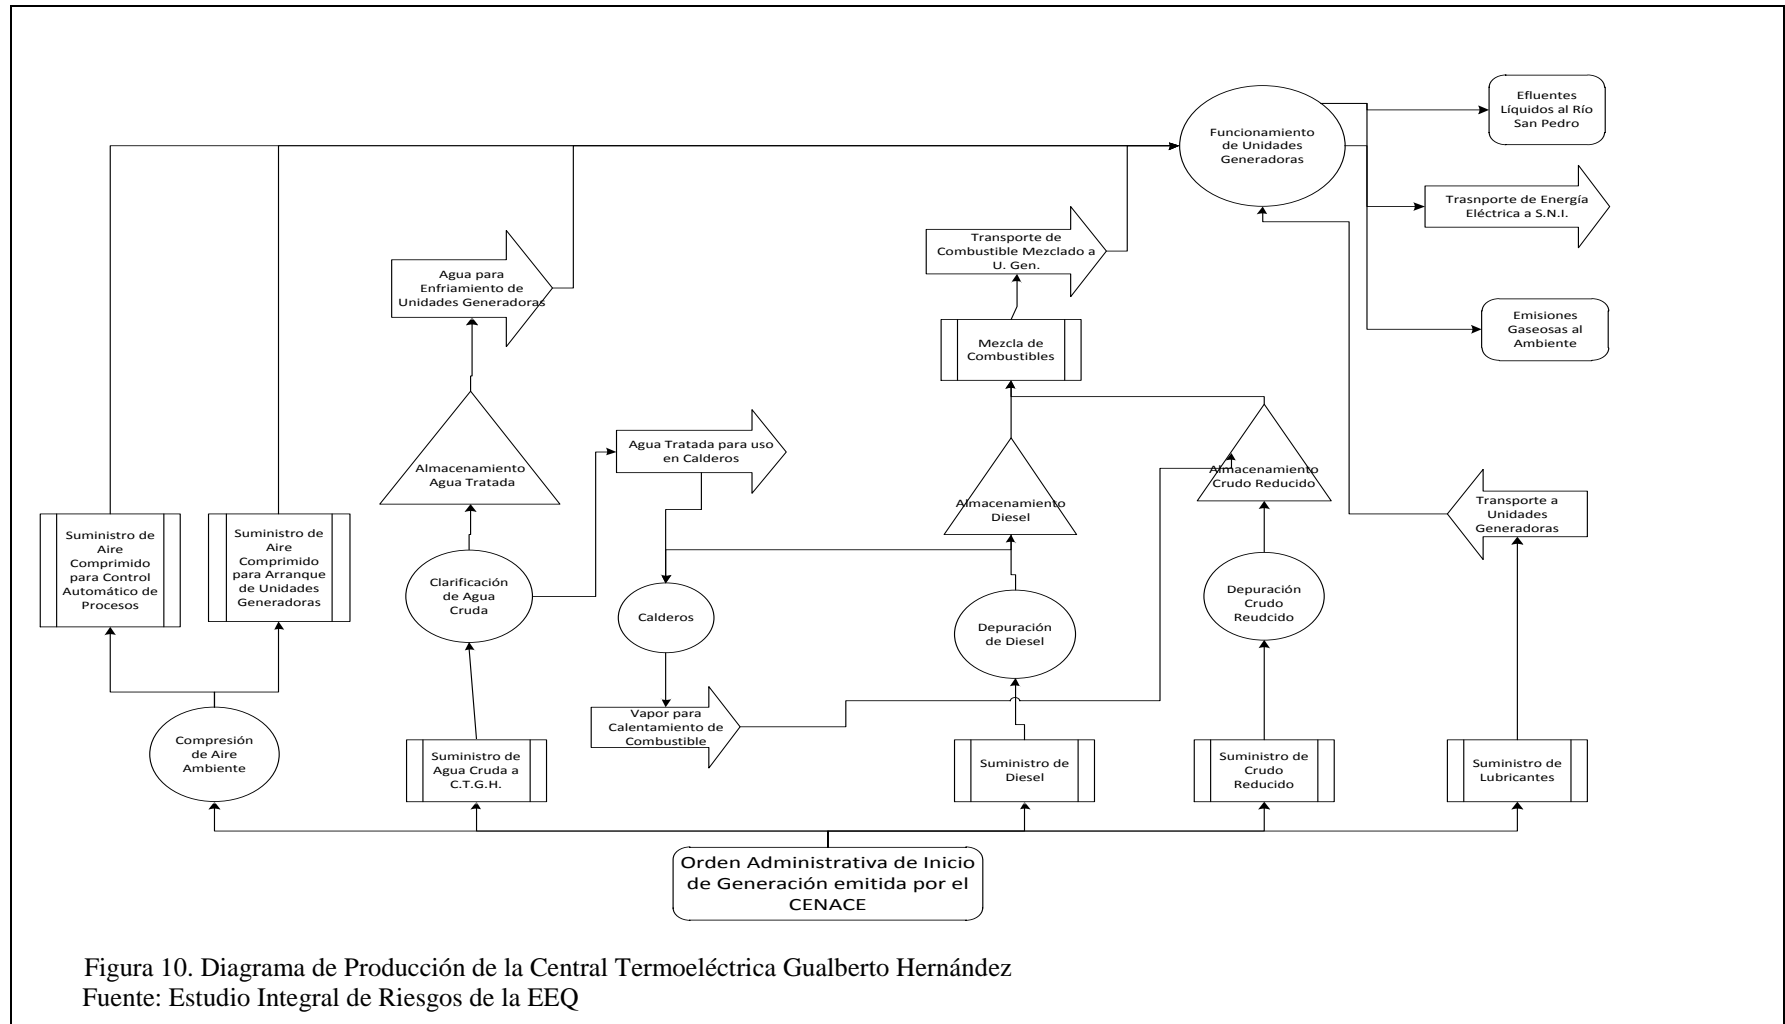 Efluentes
Líquidos al Río
San Pedro
Funcionamiento
de Unidades
Generadoras
Trasnporte de Energía
Eléctrica a S.N.I.
Transporte de
Combustible Mezclado a
U. Gen.
Agua para
Enfriamiento de
Unidades Generadoras
Emisiones
Gaseosas al
Ambiente
Mezcla de
Combustibles
Agua Tratada para uso
en Calderos
Almacenamiento
Agua Tratada
Almacenamiento
Crudo Reducido
Almacenamiento
Diesel
Transporte a
Unidades
Generadoras
Suministro de
Aire
Comprimido
para Control
Automático de
Procesos
Suministro de
Aire
Comprimido
para Arranque
de Unidades
Generadoras
Clarificación
de Agua
Cruda
Calderos
Depuración
de Diesel
Depuración
Crudo
Reudcido
Vapor para
Calentamiento de
Combustible
Compresión
de Aire
Ambiente
Suministro de
Agua Cruda a
C.T.G.H.
Suministro de
Diesel
Suministro de
Crudo
Reducido
Suministro de
Lubricantes
Orden Administrativa de Inicio
de Generación emitida por el
CENACE
Figura 10. Diagrama de Producción de la Central Termoeléctrica Gualberto Hernández
Fuente: Estudio Integral de Riesgos de la EEQ